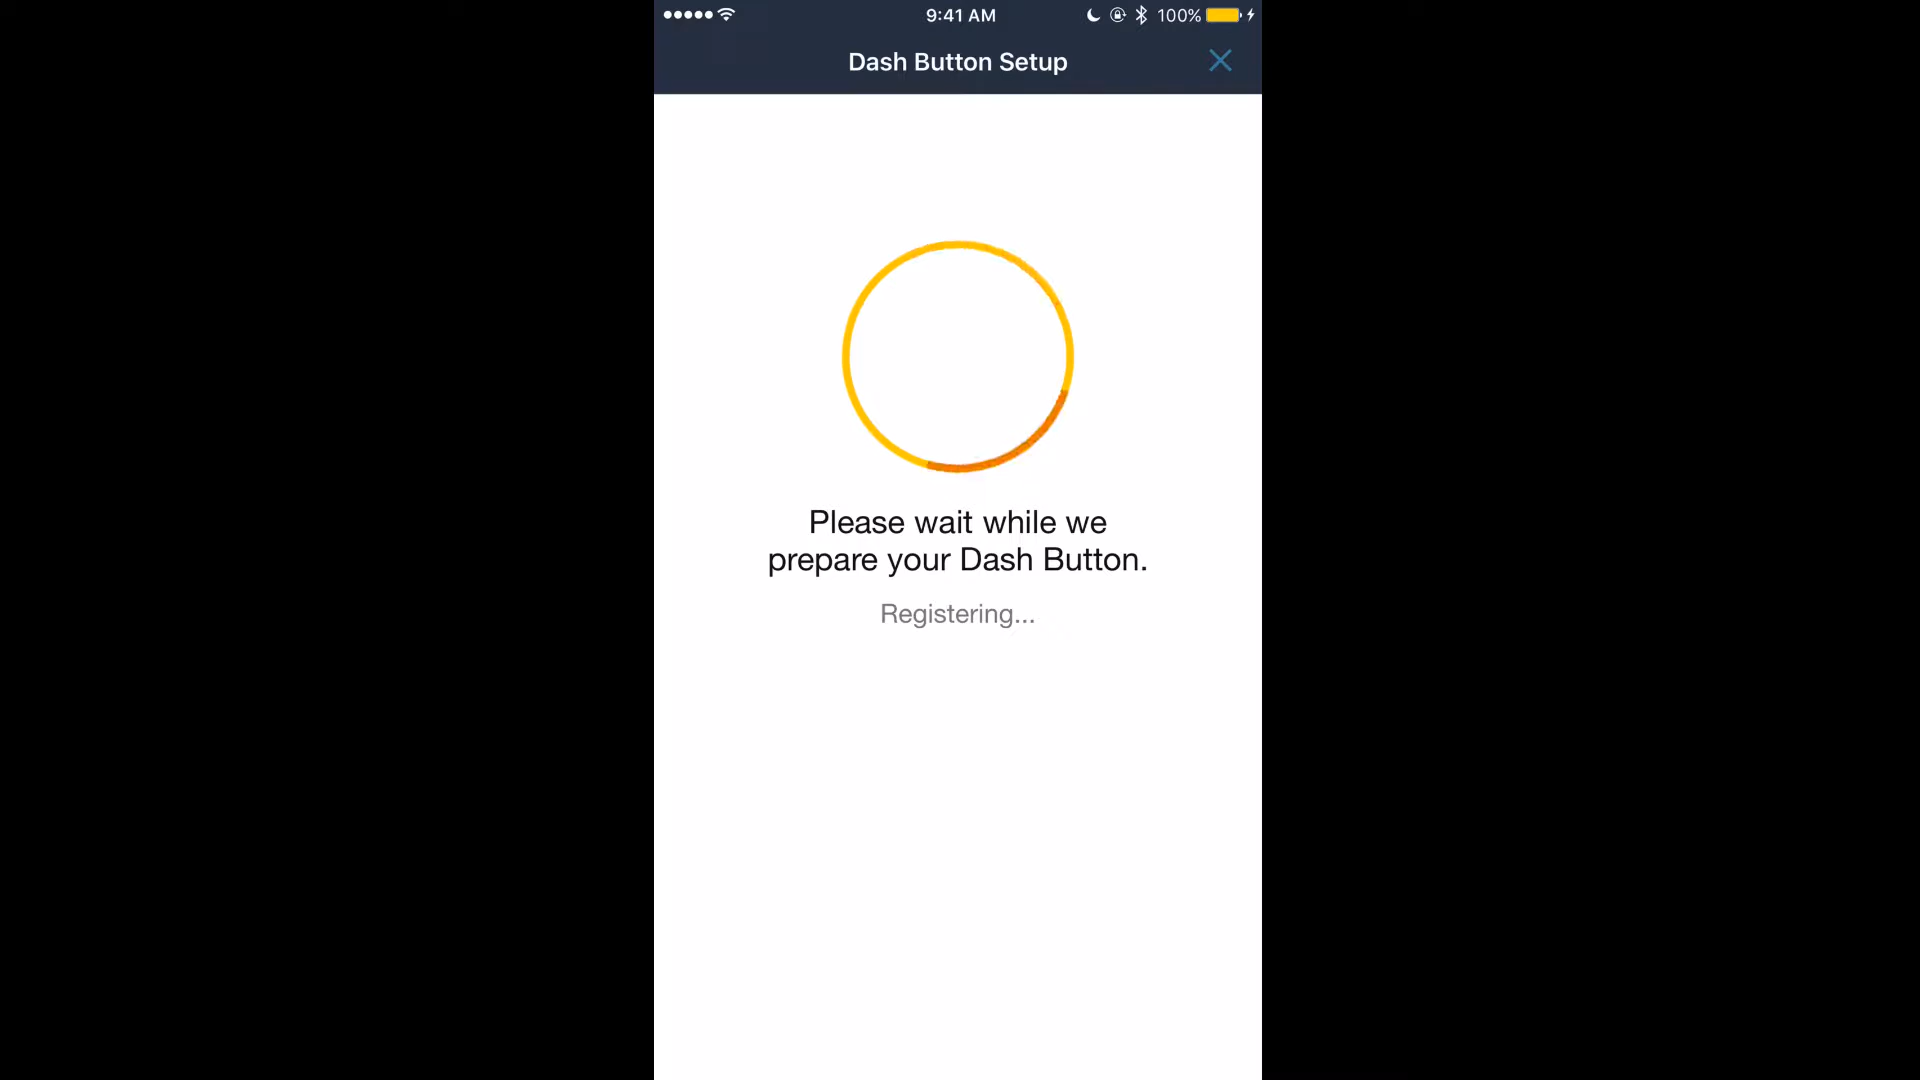 9:41 AM
100%
Dash Button Setup
Please wait while we
prepare your Dash Button.
Registering...